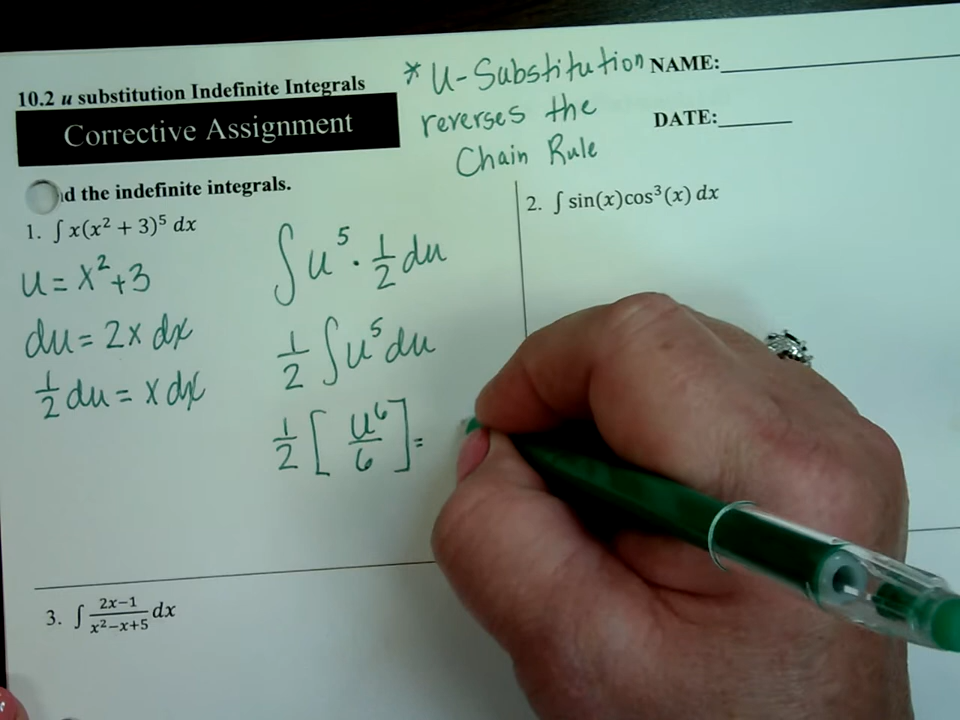 10.2 u substitution Indefinite Integrals
Corrective Assignment
* U-Substitution
reverses the
Chain Rule
NAME:
DATE:
d the indefinite integrals.
1. ∫ x(x² + 3)⁵ dx
u = x² + 3
du = 2x dx
½ du = x dx
∫ u⁵ · ½ du
½ ∫ u⁵ du
½ [ u⁶/6 ] =
2. ∫ sin(x)cos³(x) dx
3. ∫ (2x−1)/(x²−x+5) dx